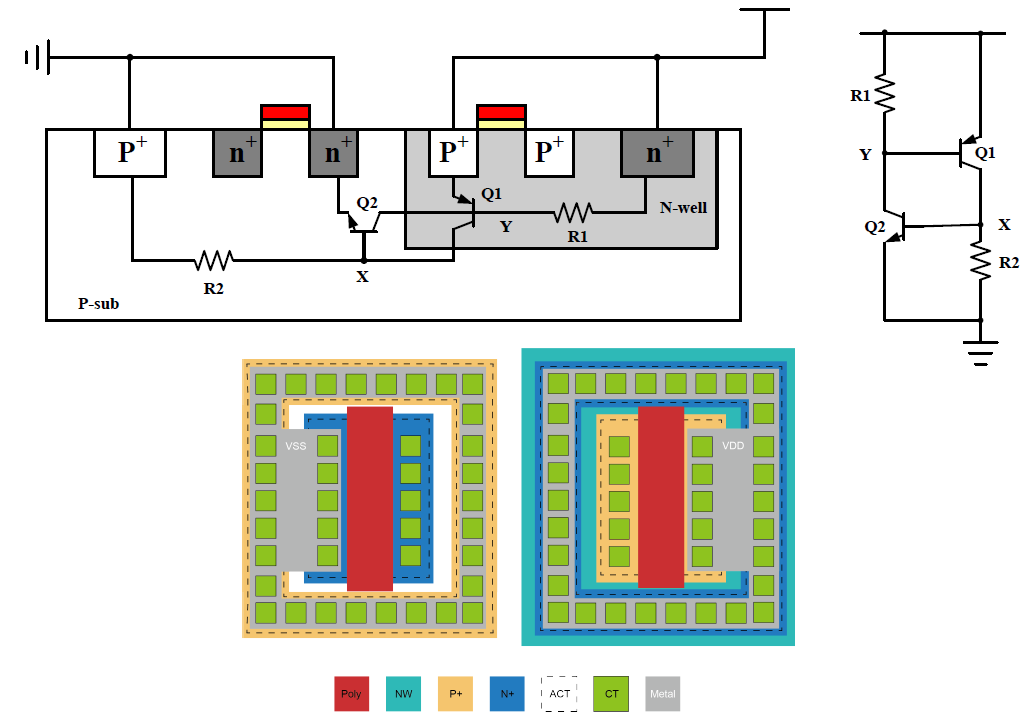 P+
n+
n+
P+
P+
n+
Q2
Q1
Y
R1
N-well
R2
X
P-sub
R1
Y
Q1
Q2
X
R2
VSS
VDD
Poly
NW
P+
N+
ACT
CT
Metal